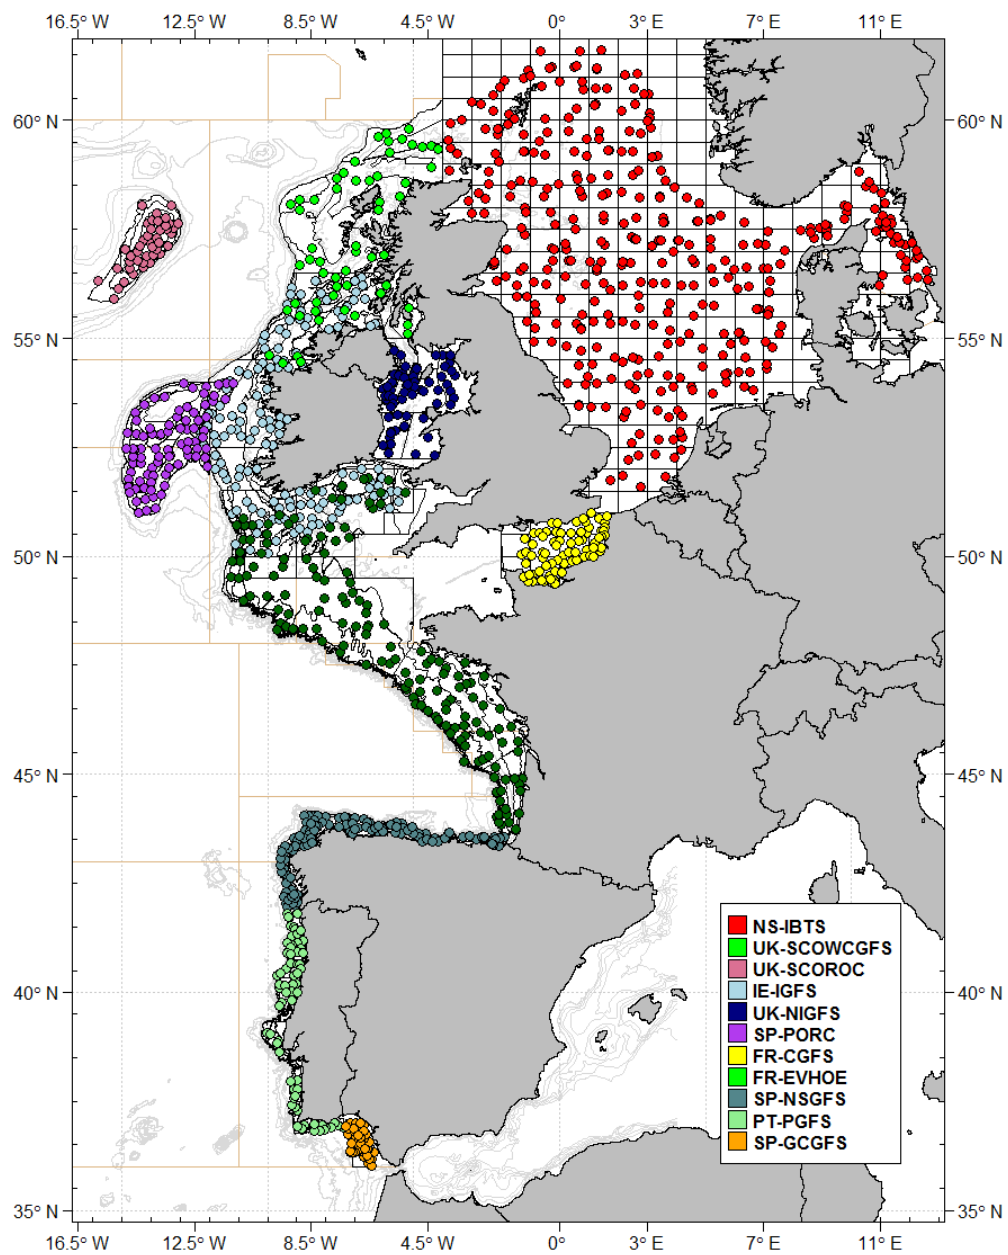 16.5° W 12.5° W 8.5° W 4.5° W 0° 3° E 7° E 11° E
60° N 60° N
55° N 55° N
50° N 50° N
45° N 45° N
NS-IBTS
UK-SCOWCGFS
UK-SCOROC
IE-IGFS
UK-NIGFS
SP-PORC
FR-CGFS
FR-EVHOE
SP-NSGFS
PT-PGFS
SP-GCGFS
40° N 40° N
35° N 35° N
16.5° W 12.5° W 8.5° W 4.5° W 0° 3° E 7° E 11° E